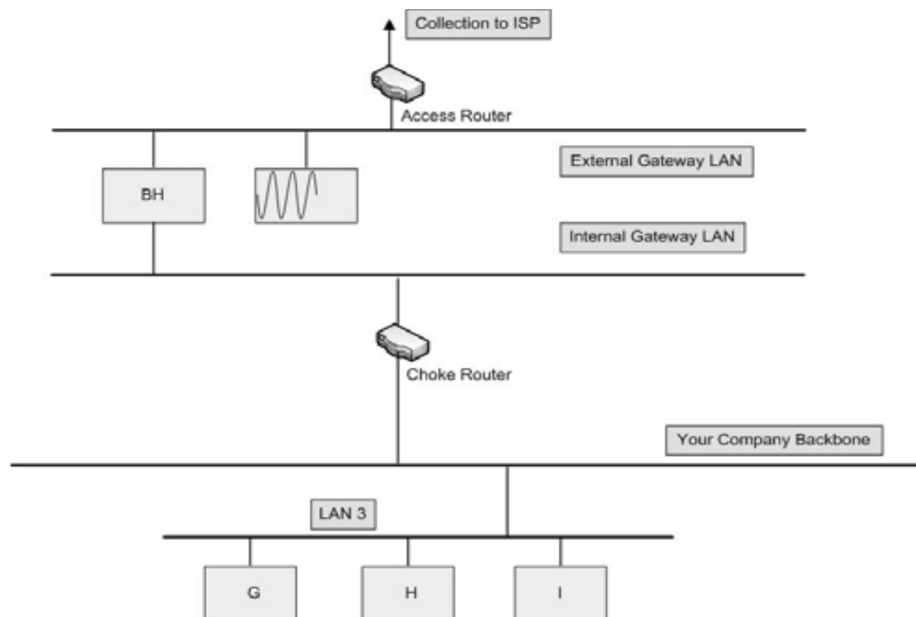 Collection to ISP
Access Router
External Gateway LAN
BH
Internal Gateway LAN
Choke Router
Your Company Backbone
LAN 3
G
H
I